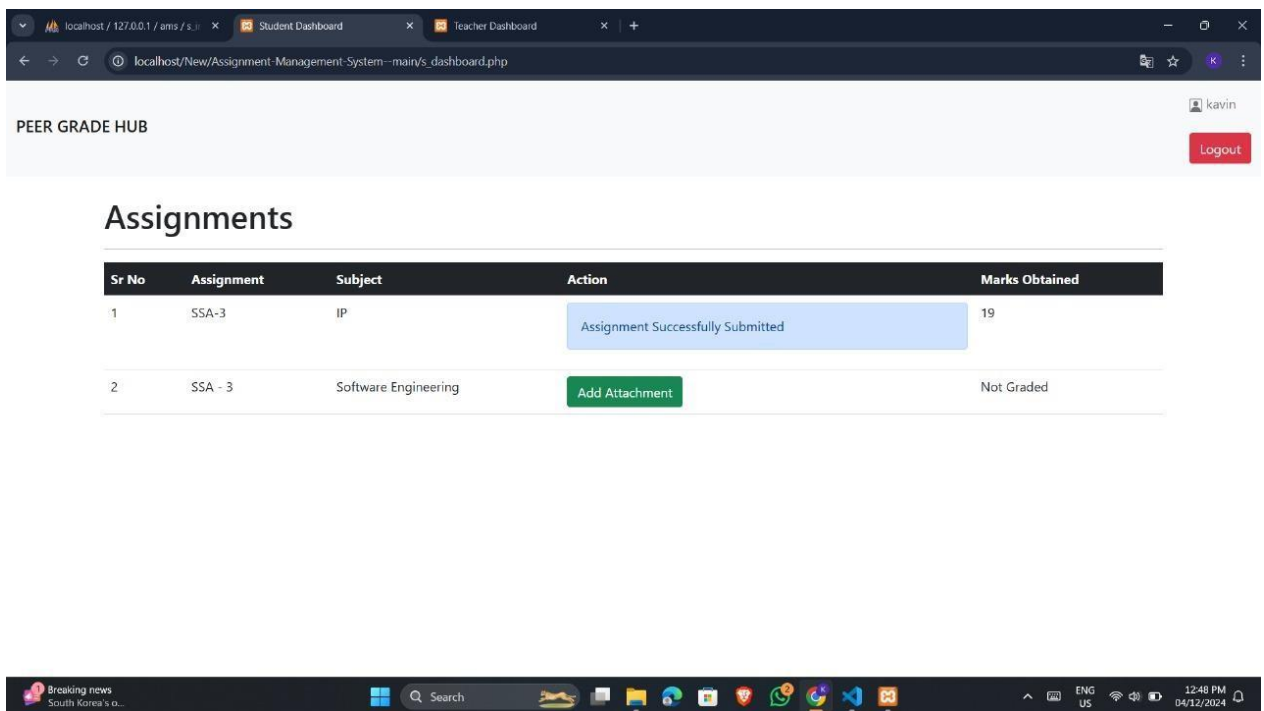 localhost / 127.0.0.1 / ams / s_i
Student Dashboard
Teacher Dashboard
localhost/New/Assignment-Management-System--main/s_dashboard.php
K
PEER GRADE HUB
kavin
Logout
Assignments
Sr No Assignment Subject Action Marks Obtained
1 SSA-3 IP Assignment Successfully Submitted 19
2 SSA - 3 Software Engineering Add Attachment Not Graded
1 Breaking news
South Korea's o...
Search
2
ENG
US
12:48 PM
04/12/2024